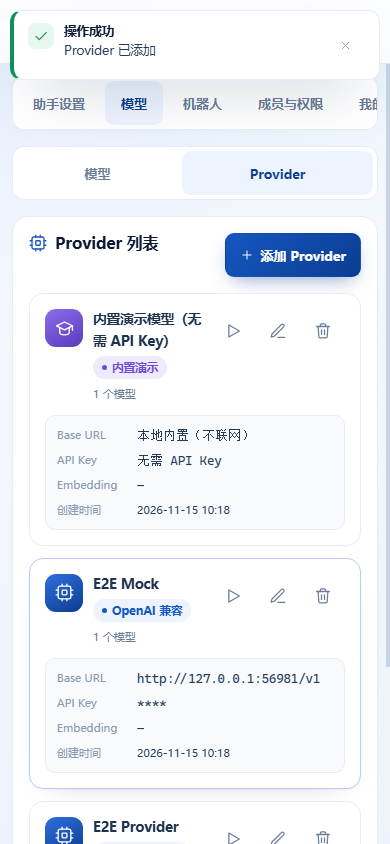 操作成功
Provider 已添加
助手设置 模型 机器人 成员与权限 我的
模型 Provider
Provider 列表
+ 添加 Provider
内置演示模型（无
需 API Key)
内置演示
1 个模型
Base URL 本地内置（不联网）
API Key 无需 API Key
Embedding —
创建时间 2026-11-15 10:18
E2E Mock
OpenAI 兼容
1 个模型
Base URL http://127.0.0.1:56981/v1
API Key ****
Embedding —
创建时间 2026-11-15 10:18
E2E Provider